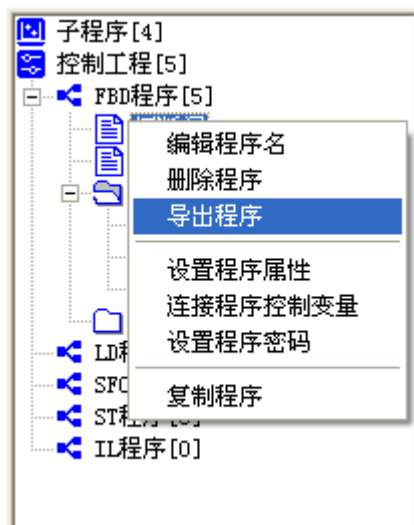 子程序[4]
控制工程[5]
FBD程序[5]
编辑程序名
删除程序
导出程序
设置程序属性
连接程序控制变量
设置程序密码
复制程序
LD
SFC
ST
IL程序[0]